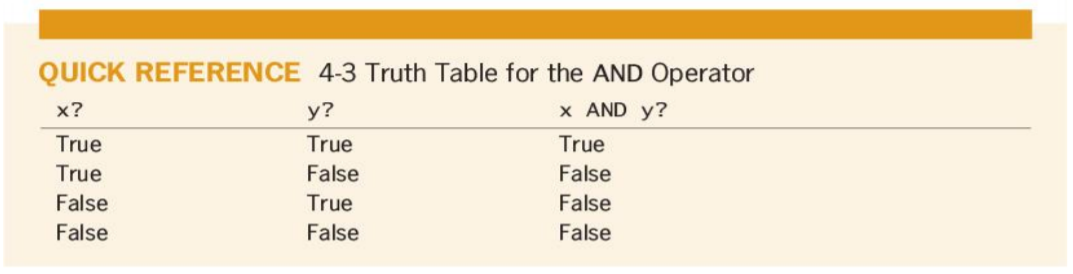 QUICK REFERENCE 4-3 Truth Table for the AND Operator
x? y? x AND y?
True True True
True False False
False True False
False False False